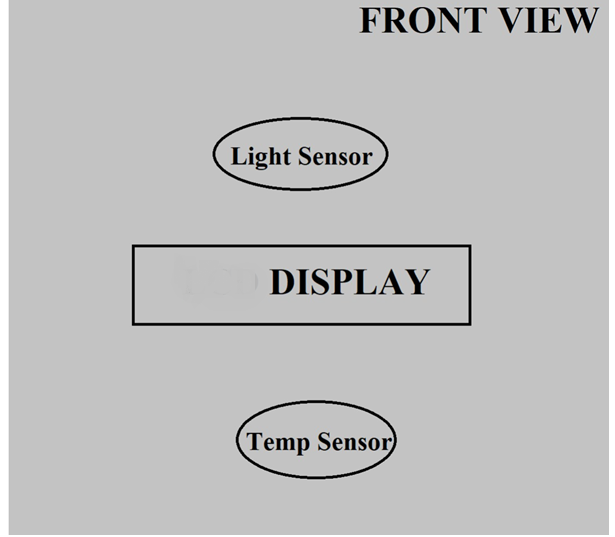 FRONT VIEW
Light Sensor
DISPLAY
Temp Sensor